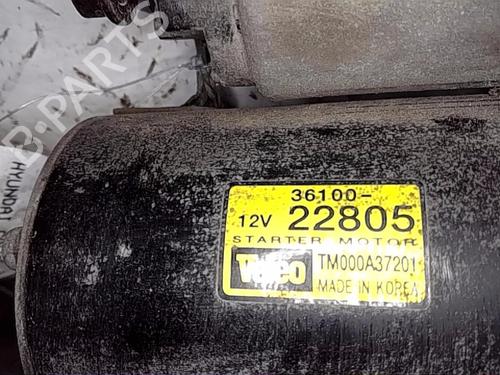 B-PARTS
HYUNDAI
36100-
12V 22805
STARTER MOTOR
Valeo TM000A37201
MADE IN KOREA